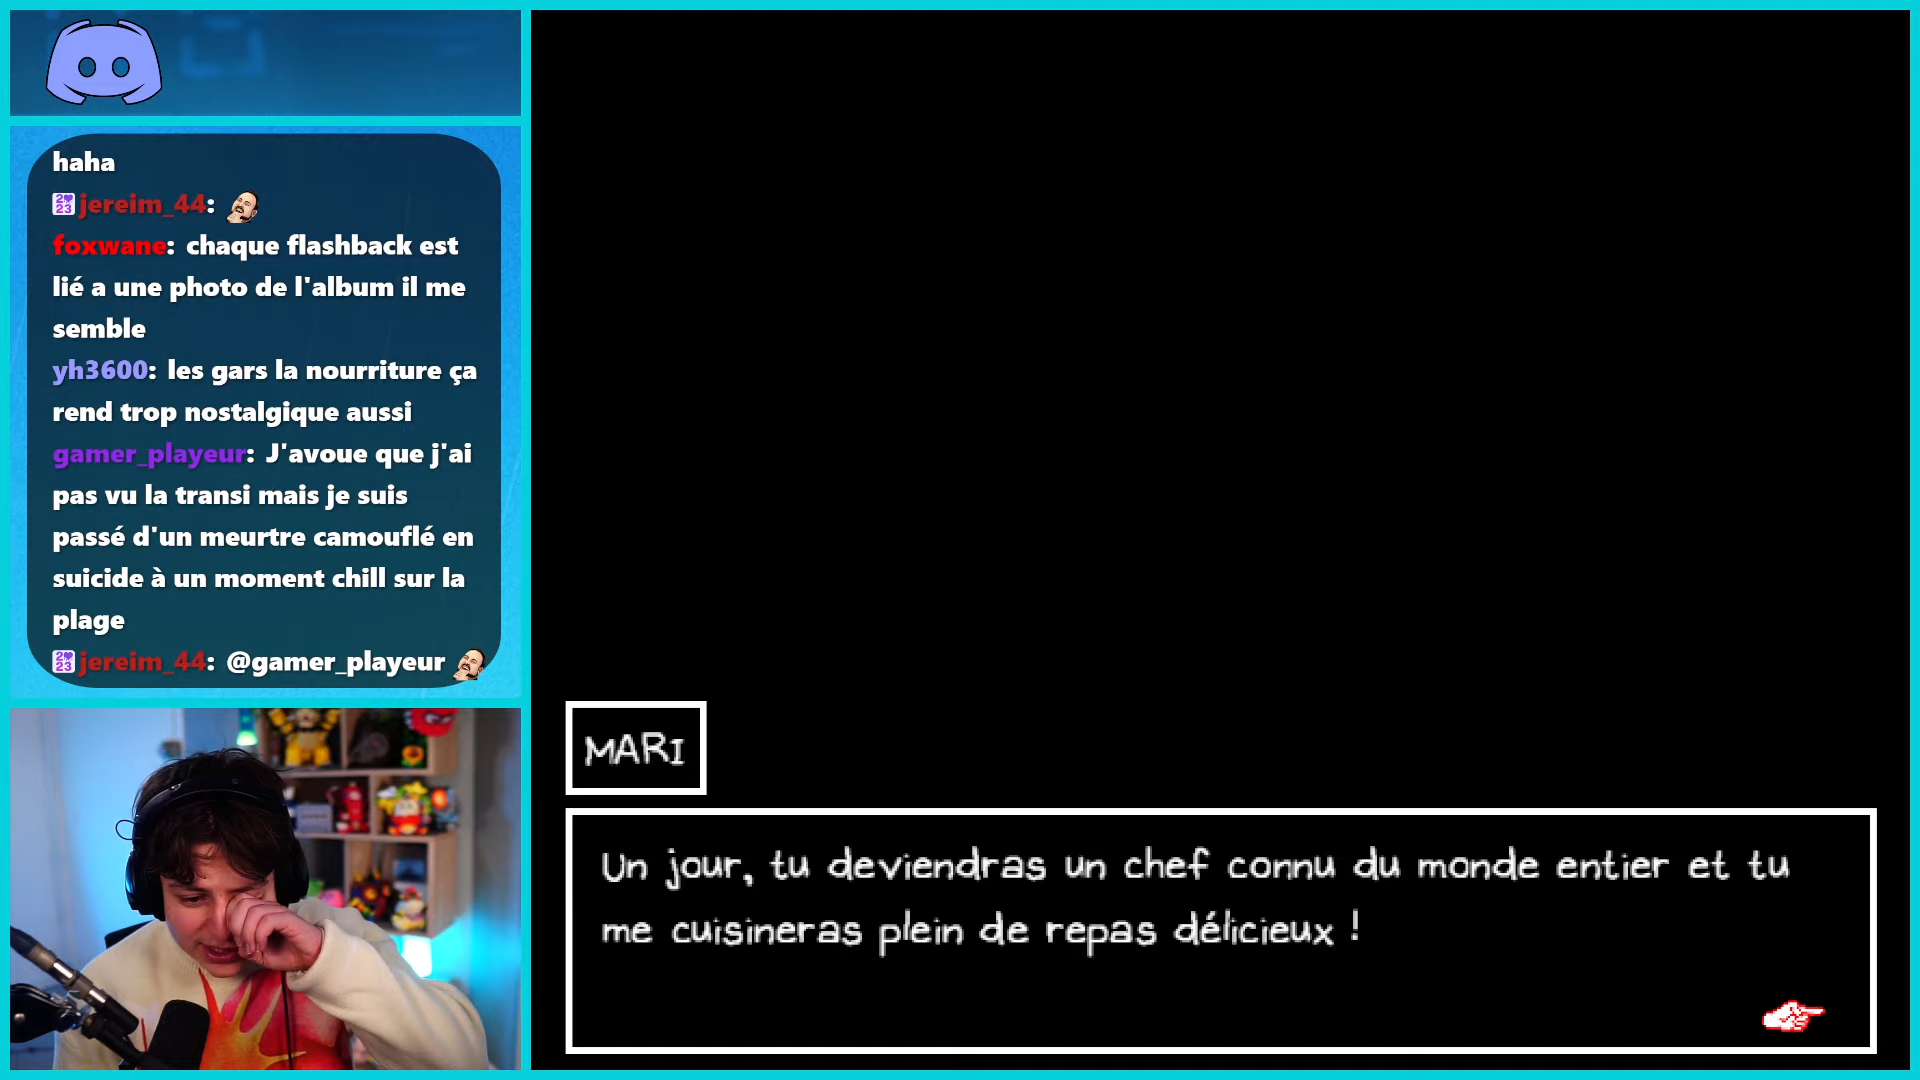 haha
jereim_44:
foxwane: chaque flashback est
lié a une photo de l'album il me
semble
yh3600: les gars la nourriture ça
rend trop nostalgique aussi
gamer_playeur: J'avoue que j'ai
pas vu la transi mais je suis
passé d'un meurtre camouflé en
suicide à un moment chill sur la
plage
jereim_44: @gamer_playeur
MARI
Un jour, tu deviendras un chef connu du monde entier et tu
me cuisineras plein de repas délicieux !